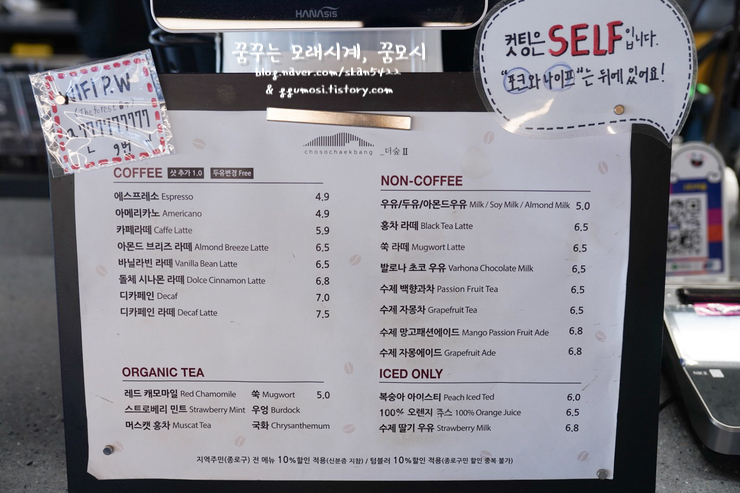 HANASIS
꿈꾸는 모래시계, 꿈모시
blog.naver.com/skan5422
& ggumosi.tistory.com
컷팅은 SELF입니다.
"포크와 나이프"는 뒤에 있어요!
WIFI P.W
9번
chosochaekbang _더숲 II
COFFEE 샷 추가 1.0 두유변경 Free
에스프레소 Espresso 4.9
아메리카노 Americano 4.9
카페라떼 Caffe Latte 5.9
아몬드 브리즈 라떼 Almond Breeze Latte 6,5
바닐라빈 라떼 Vanilla Bean Latte 6,5
돌체 시나몬 라떼 Dolce Cinnamon Latte 6,8
디카페인 Decaf 7,0
디카페인 라떼 Decaf Latte 7,5
NON-COFFEE
우유/두유/아몬드우유 Milk / Soy Milk / Almond Milk 5,0
홍차 라떼 Black Tea Latte 6,5
쑥 라떼 Mugwort Latte 6,5
발로나 초코 우유 Varhona Chocolate Milk 6,5
수제 백향과차 Passion Fruit Tea 6,5
수제 자몽차 Grapefruit Tea 6,5
수제 망고패션에이드 Mango Passion Fruit Ade 6,8
수제 자몽에이드 Grapefruit Ade 6,8
ORGANIC TEA
레드 캐모마일 Red Chamomile 쑥 Mugwort 5,0
스트로베리 민트 Strawberry Mint 우엉 Burdock
머스캣 홍차 Muscat Tea 국화 Chrysanthemum
ICED ONLY
복숭아 아이스티 Peach Iced Ted 6,0
100% 오렌지 쥬스 100% Orange Juice 6,5
수제 딸기 우유 Strawberry Milk 6,8
지역주민(종로구) 전 메뉴 10%할인 적용(신분증 지참) / 텀블러 10%할인 적용(종로구민 할인 중복 불가)